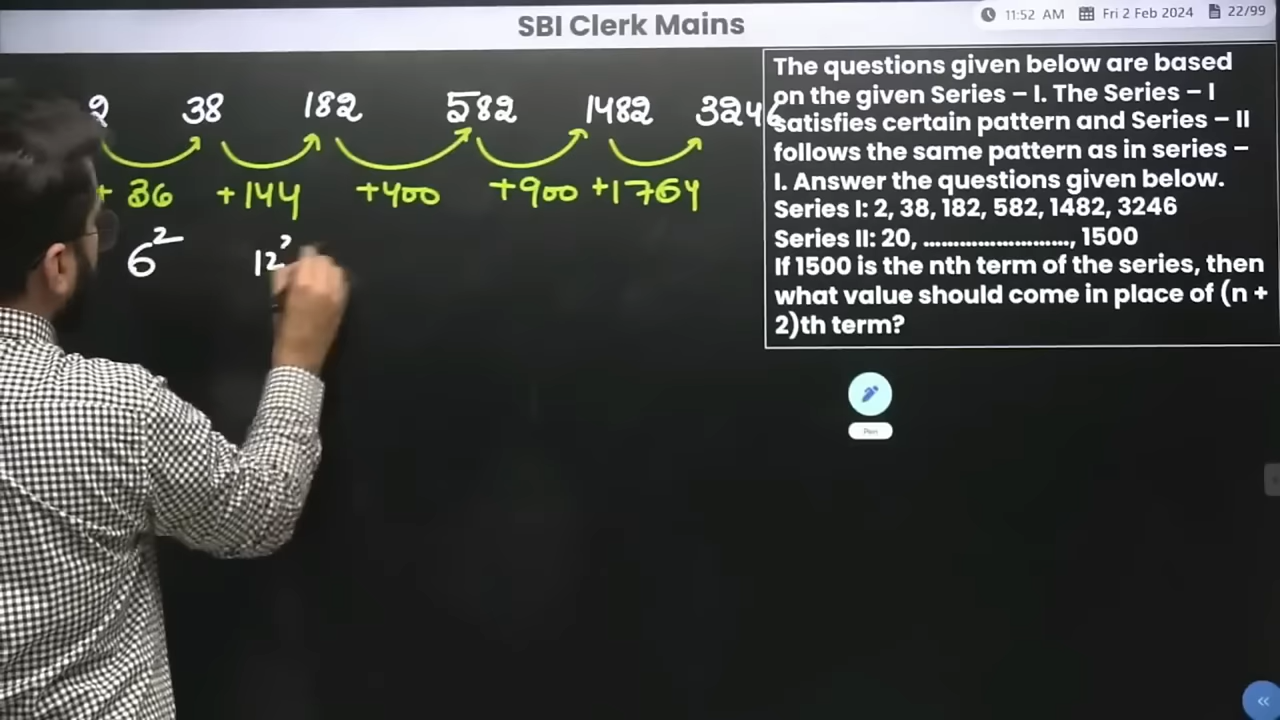 SBI Clerk Mains
11:52 AM Fri 2 Feb 2024 22/99
2 38 182 582 1482 3246
+ 36 +144 +400 +900 +1764
6² 12²
The questions given below are based
on the given Series – I. The Series – I
satisfies certain pattern and Series – II
follows the same pattern as in series –
I. Answer the questions given below.
Series I: 2, 38, 182, 582, 1482, 3246
Series II: 20, ............................, 1500
If 1500 is the nth term of the series, then
what value should come in place of (n +
2)th term?
Pen
«